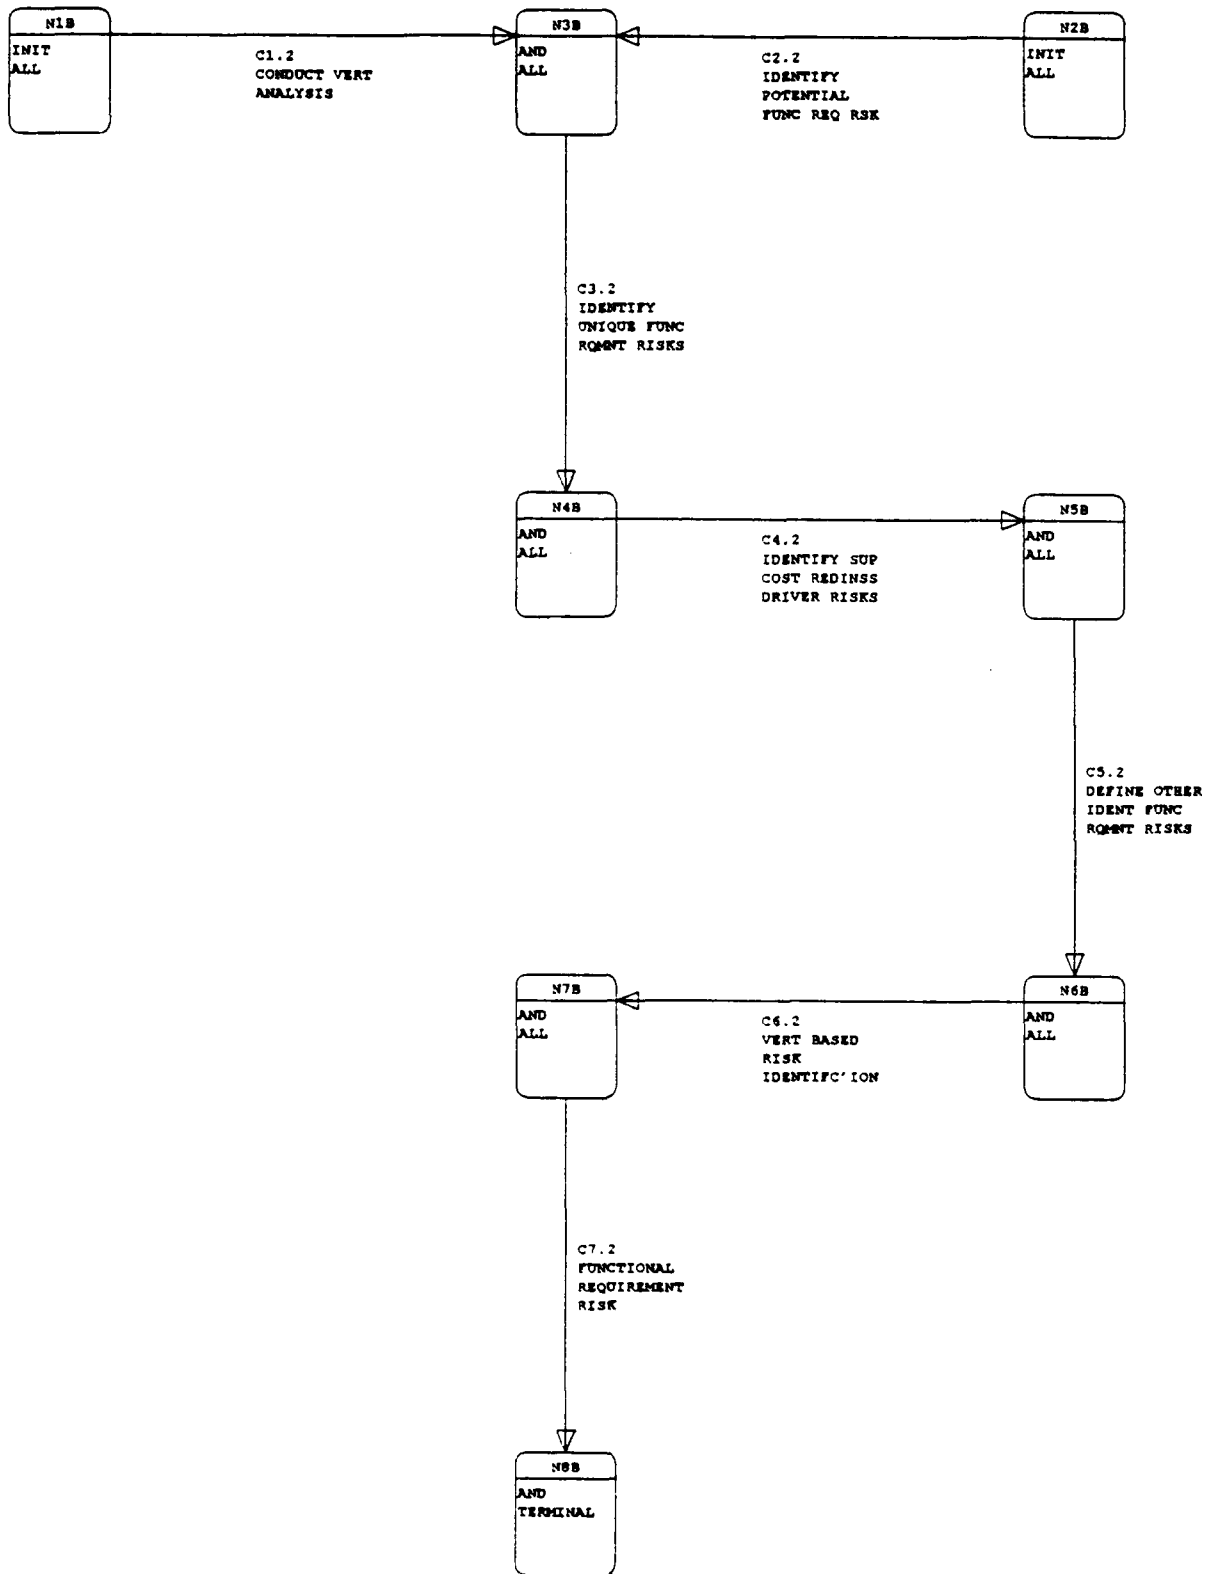 N1B
INIT
ALL
C1.2
CONDUCT VERT
ANALYSIS
N3B
AND
ALL
C2.2
IDENTIFY
POTENTIAL
FUNC REQ RSK
N2B
INIT
ALL
C3.2
IDENTIFY
UNIQUE FUNC
RQMNT RISKS
N4B
AND
ALL
C4.2
IDENTIFY SUP
COST REDINSS
DRIVER RISKS
N5B
AND
ALL
C5.2
DEFINE OTHER
IDENT FUNC
RQMNT RISKS
N7B
AND
ALL
C6.2
VERT BASED
RISK
IDENTIFC'ION
N6B
AND
ALL
C7.2
FUNCTIONAL
REQUIREMENT
RISK
N8B
AND
TERMINAL